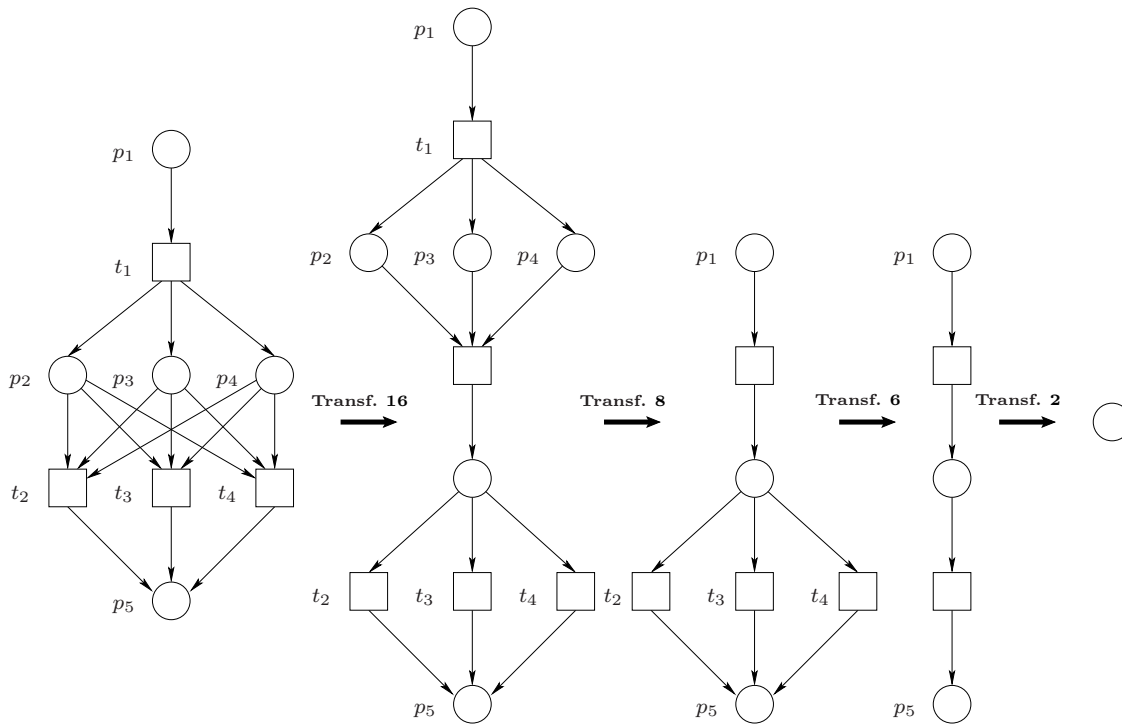 p1
t1
p2 p3 p4
t2 t3 t4
p5
Transf. 16
p1
t1
p2 p3 p4
t2 t3 t4
p5
Transf. 8
p1
t2 t3 t4
p5
Transf. 6
p1
p5
Transf. 2